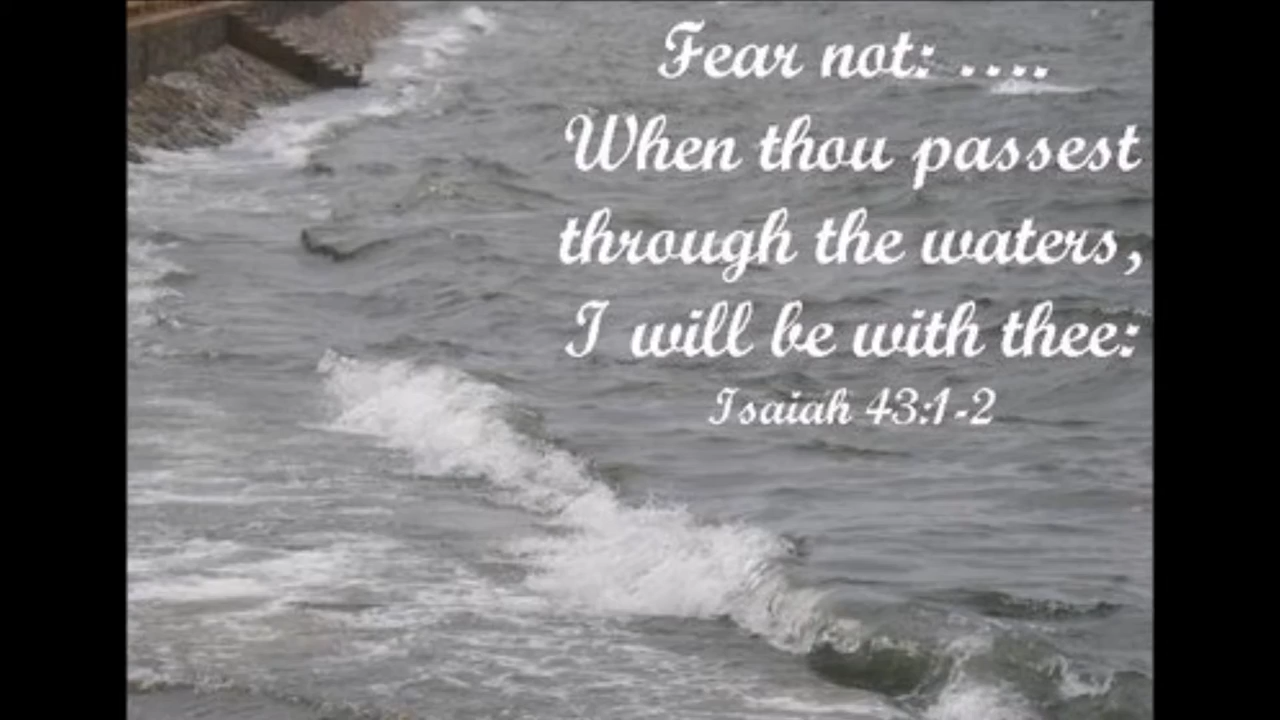 Fear not: ....
When thou passest
through the waters,
I will be with thee:
Isaiah 43:1-2